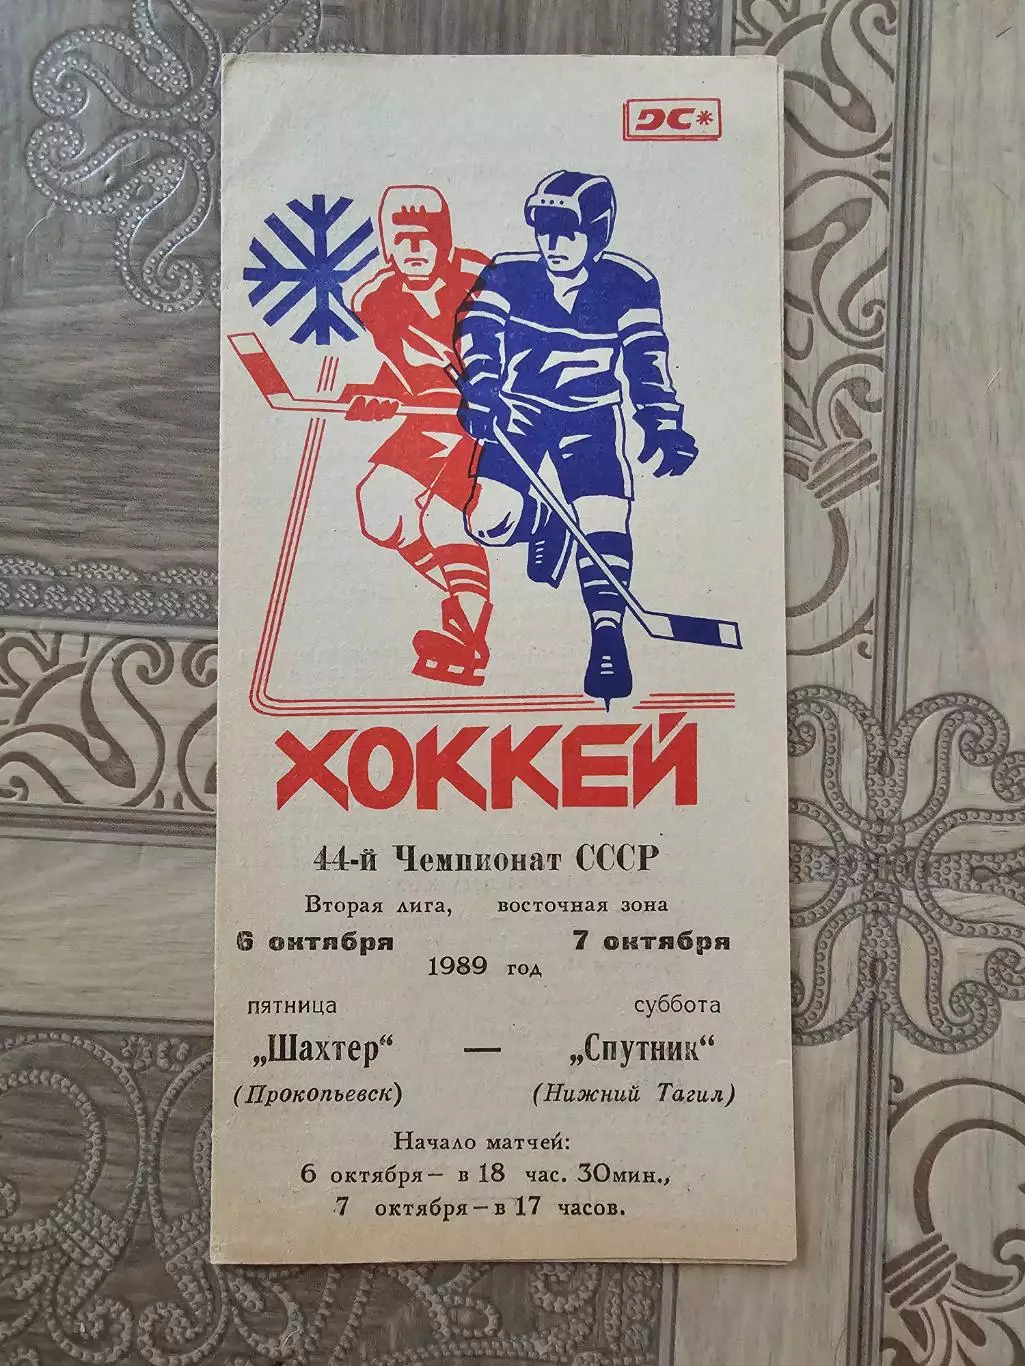 ДС*
ХОККЕЙ
44-й Чемпионат СССР
Вторая лига, восточная зона
6 октября 7 октября
1989 год
пятница суббота
„Шахтер“ — „Спутник“
(Прокопьевск) (Нижний Тагил)
Начало матчей:
6 октября — в 18 час. 30мин.,
7 октября — в 17 часов.